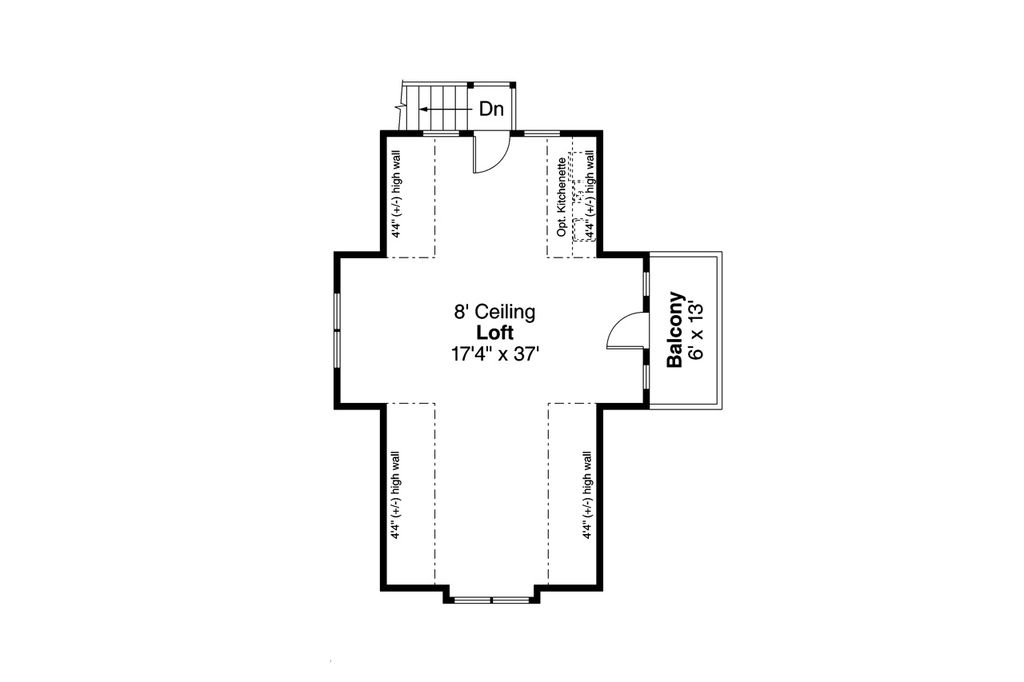 Dn
4'4" (+/-) high wall
Opt. Kitchenette
4'4" (+/-) high wall
8' Ceiling
Loft
17'4" x 37'
Balcony
6' x 13'
4'4" (+/-) high wall
4'4" (+/-) high wall